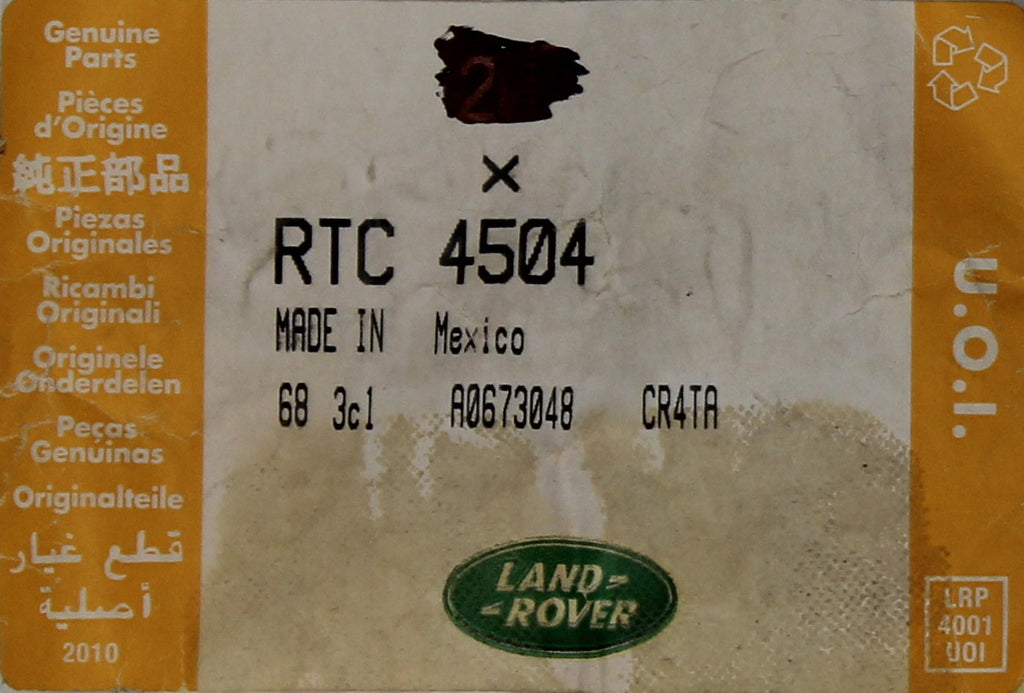 Genuine
Parts
Pièces
d'Origine
純正部品
Piezas
Originales
Ricambi
Originali
Originele
Onderdelen
Peças
Genuinas
Originalteile
قطع غيار
أصلية
2010
2
×
RTC 4504
MADE IN Mexico
68 3c1 A0673048 CR4TA
LAND-
-ROVER
U.O.I.
LRP
4001
UOI